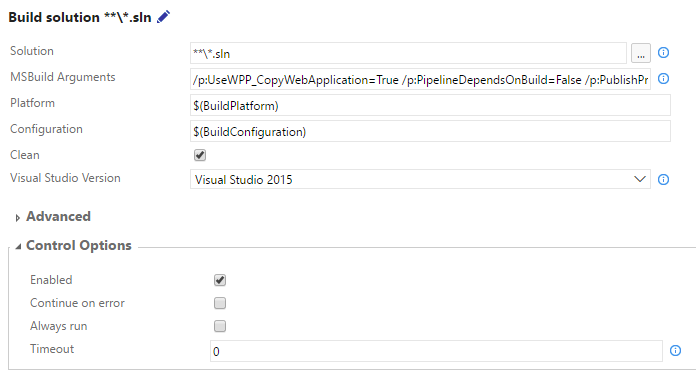 Build solution **\*.sln
Solution **\*.sln ...
MSBuild Arguments /p:UseWPP_CopyWebApplication=True /p:PipelineDependsOnBuild=False /p:PublishPr
Platform $(BuildPlatform)
Configuration $(BuildConfiguration)
Clean
Visual Studio Version Visual Studio 2015
Advanced
Control Options
Enabled
Continue on error
Always run
Timeout 0